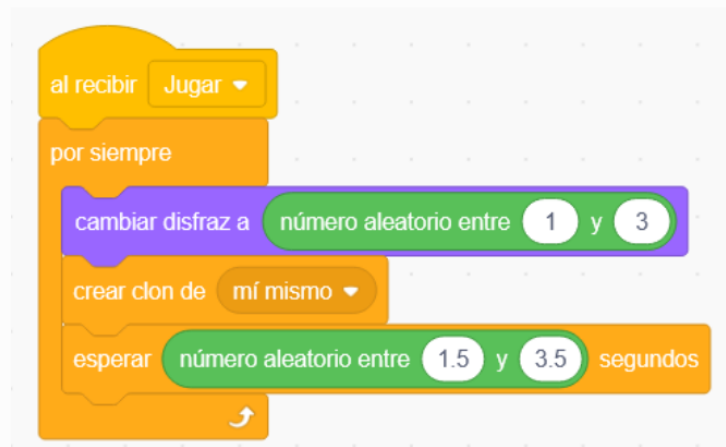 al recibir Jugar
por siempre
cambiar disfraz a número aleatorio entre 1 y 3
crear clon de mí mismo
esperar número aleatorio entre 1.5 y 3.5 segundos